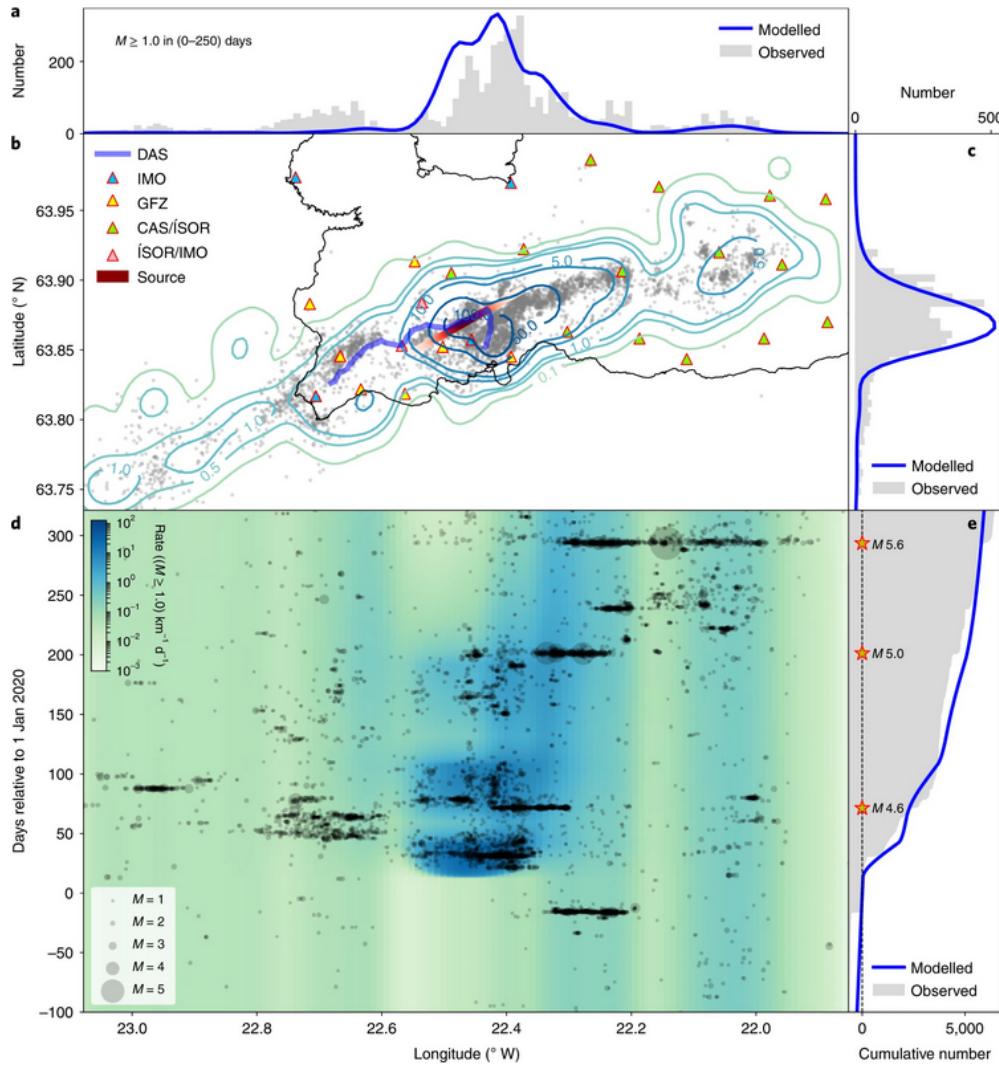 a
M ≥ 1.0 in (0–250) days
Modelled
Observed
Number
200
0
Number
0
500
b
DAS
IMO
GFZ
CAS/ÍSOR
ÍSOR/IMO
Source
c
Latitude (° N)
63.95
63.90
63.85
63.80
63.75
5.0
5.0
1.0
0.1
1.0
0.5
1.0
Modelled
Observed
d
Rate ((M ≥ 1.0) km⁻¹ d⁻¹)
10²
10¹
10⁰
10⁻¹
10⁻²
10⁻³
Days relative to 1 Jan 2020
300
250
200
150
100
50
0
−50
−100
M = 1
M = 2
M = 3
M = 4
M = 5
e
M 5.6
M 5.0
M 4.6
Modelled
Observed
23.0
22.8
22.6
22.4
22.2
22.0
Longitude (° W)
0
5,000
Cumulative number